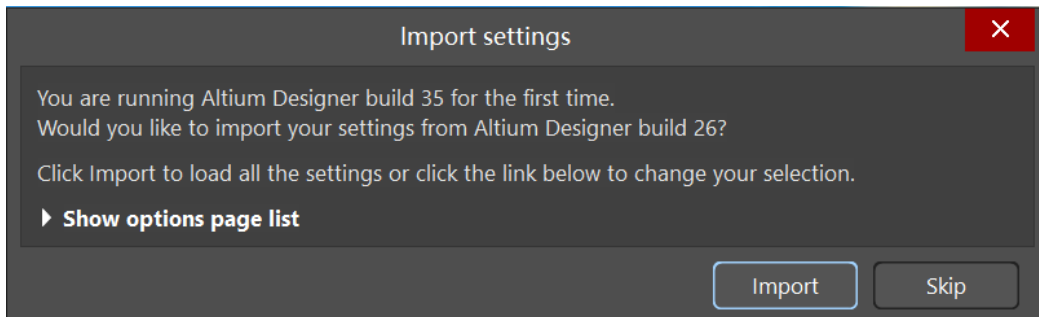 Import settings
You are running Altium Designer build 35 for the first time.
Would you like to import your settings from Altium Designer build 26?
Click Import to load all the settings or click the link below to change your selection.
Show options page list
Import Skip